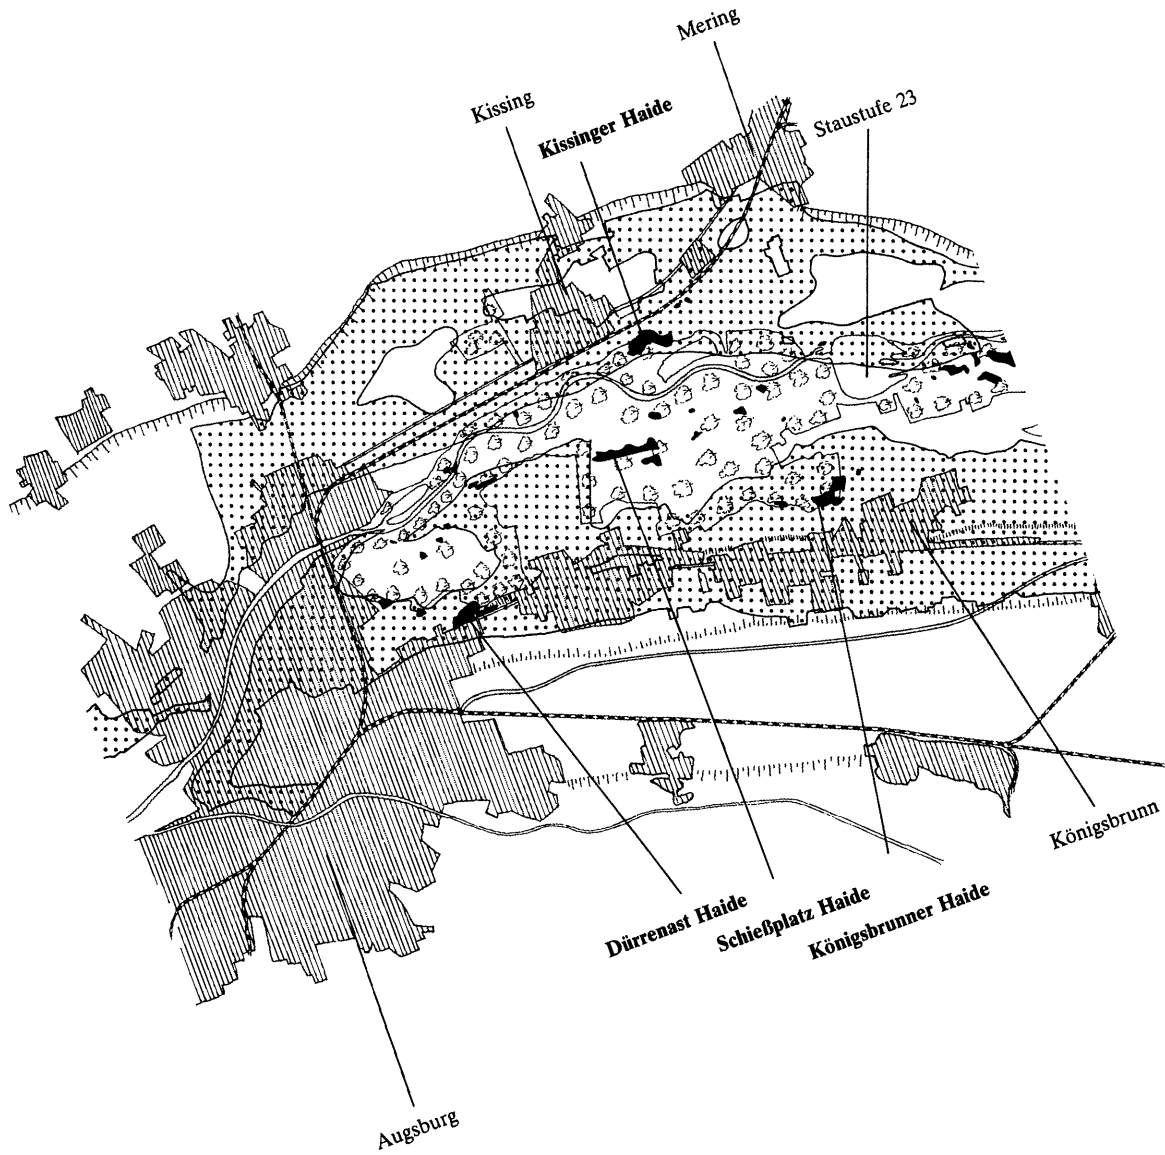 Mering
Kissing
Kissinger Haide
Staustufe 23
Königsbrunn
Dürrenast Haide
Schießplatz Haide
Königsbrunner Haide
Augsburg